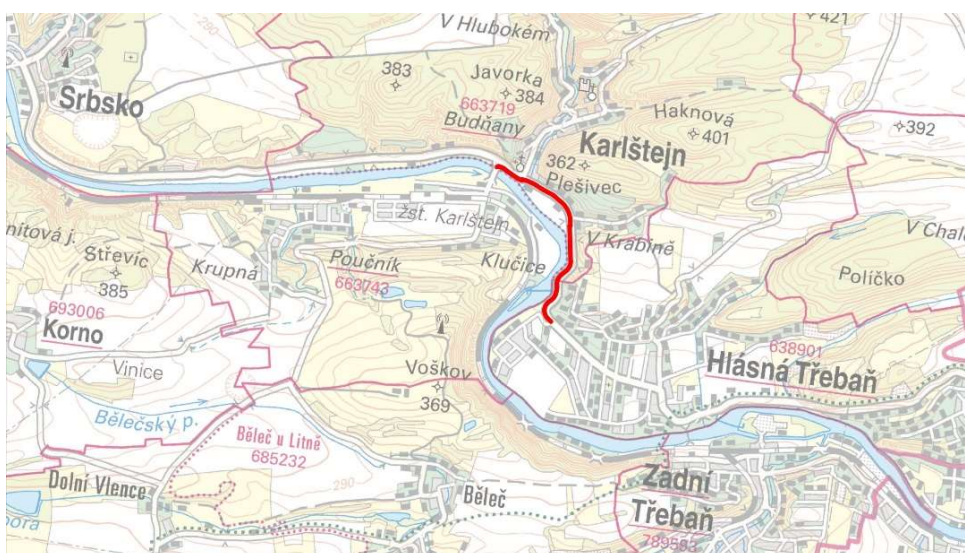 V Hlubokém
421
Srbsko
383
Javorka
384
663719
Budňany
Haknová
401
392
Karlštejn
362
Plešivec
žst. Karlštejn
V Krabině
V Chal
Střevíc
385
Krupná
Poučník
663743
Klučice
Políčko
693006
Korno
Vinice
638901
Hlásná Třebaň
Voškov
369
Bělečský p.
Běleč u Litně
685232
Dolní Vlence
290
Běleč
Zadní
Třebaň